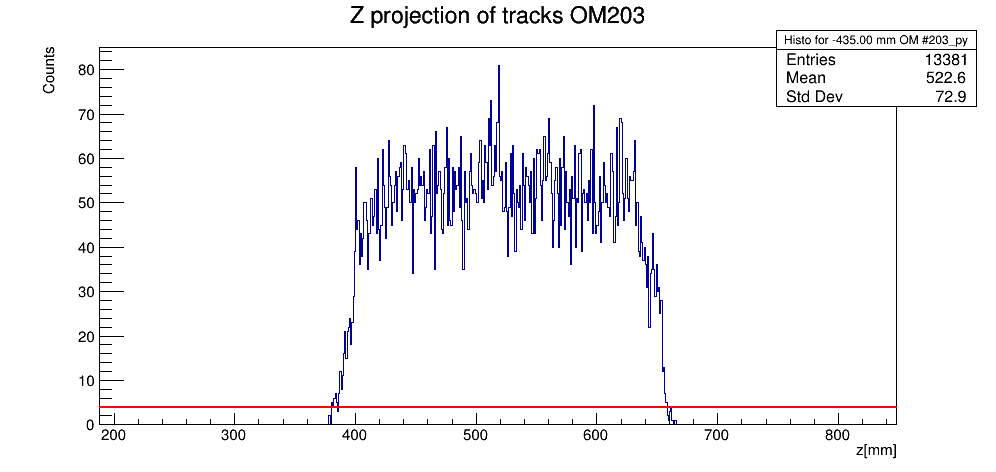 Z projection of tracks OM203
Histo for -435.00 mm OM #203_py
Entries 13381
Mean 522.6
Std Dev 72.9
Counts
80
70
60
50
40
30
20
10
0
200 300 400 500 600 700 800
z[mm]